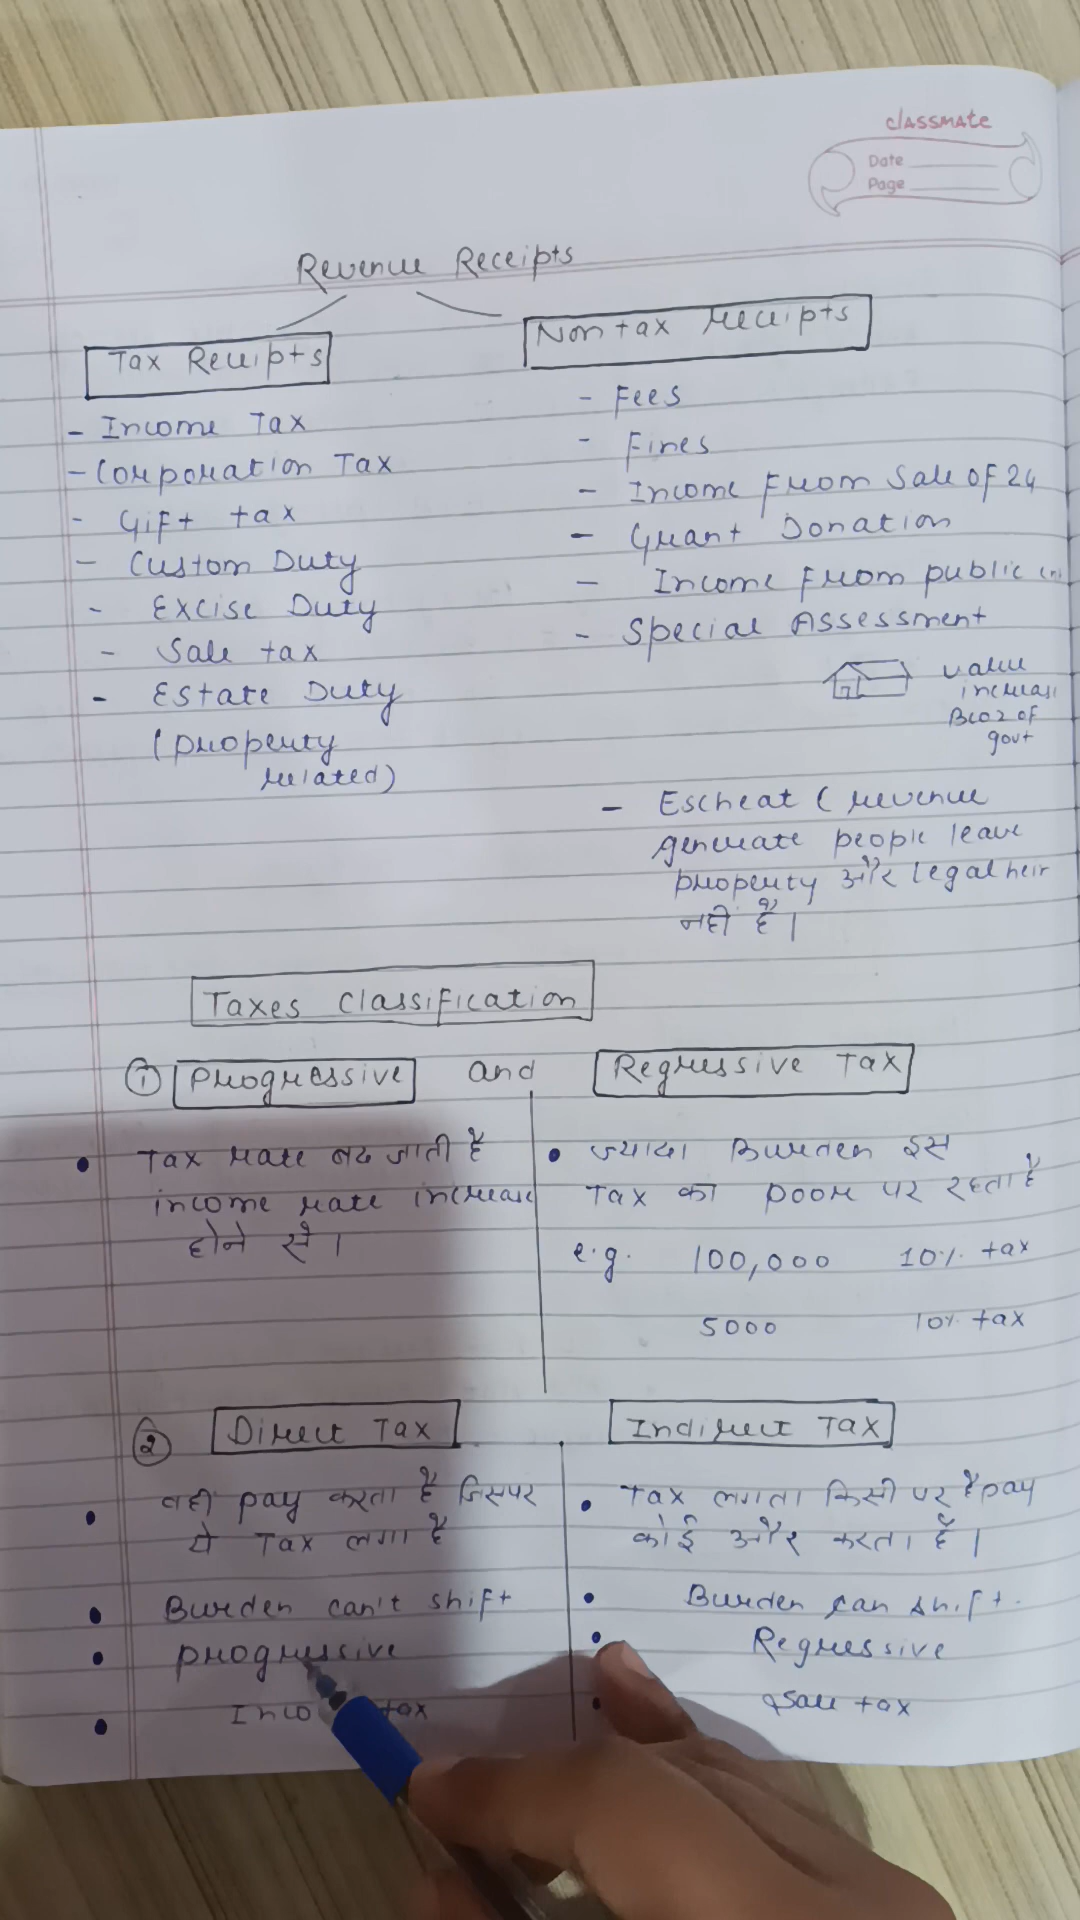 classmate
Date
Page
Revenue Receipts
Tax Receipts
Non tax receipts
- Income Tax
- Corporation Tax
- Gift tax
- Custom Duty
- Excise Duty
- Sale tax
- Estate Duty
(property
related)
- Fees
- Fines
- Income From Sale of 24
- Grant Donation
- Income From public
- Special Assessment
value
increase
Bcoz of
govt
- Escheat ( revenue
generate people leave
property और legal heir
नही है।
Taxes Classification
① Progressive and Regressive Tax
• Tax rate बढ जाती है
income rate increase
होने से।
• ज्यादा Burden इस
Tax का poor पर रहता है
e.g. 100,000 10% tax
5000 10% tax
② Direct Tax
Indirect Tax
• वही pay करता है जिसपर
ये Tax लगा है
• Burden can't shift
• progressive
• Inco tax
• Tax लगता किसी पर है pay
कोई और करता है।
• Burden can shift.
• Regressive
• Sale tax